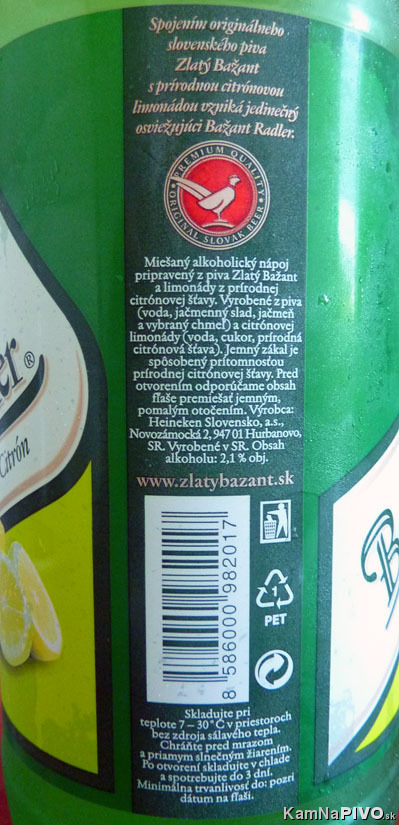 Spojením originálneho
slovenského piva
Zlatý Bažant
s prírodnou citrónovou
limonádou vzniká jedinečný
osviežujúci Bažant Radler.
PREMIUM QUALITY
ORIGINAL SLOVAK BEER
Miešaný alkoholický nápoj
pripravený z piva Zlatý Bažant
a limonády z prírodnej
citrónovej šťavy. Vyrobené z piva
(voda, jačmenný slad, jačmeň
a vybraný chmeľ) a citrónovej
limonády (voda, cukor, prírodná
citrónová šťava). Jemný zákal je
spôsobený prítomnosťou
prírodnej citrónovej šťavy. Pred
otvorením odporúčame obsah
fľaše premiešať jemným,
pomalým otočením. Výrobca:
Heineken Slovensko, a.s.,
Novozámocká 2, 947 01 Hurbanovo,
SR. Vyrobené v SR. Obsah
alkoholu: 2,1 % obj.
www.zlatybazant.sk
8 586000 982017
1
PET
Skladujte pri
teplote 7 – 30°C v priestoroch
bez zdroja sálavého tepla.
Chráňte pred mrazom
a priamym slnečným žiarením.
Po otvorení skladujte v chlade
a spotrebujte do 3 dní.
Minimálna trvanlivosť do: pozri
dátum na fľaši.
er®
Citrón
B
KamNaPIVO.sk